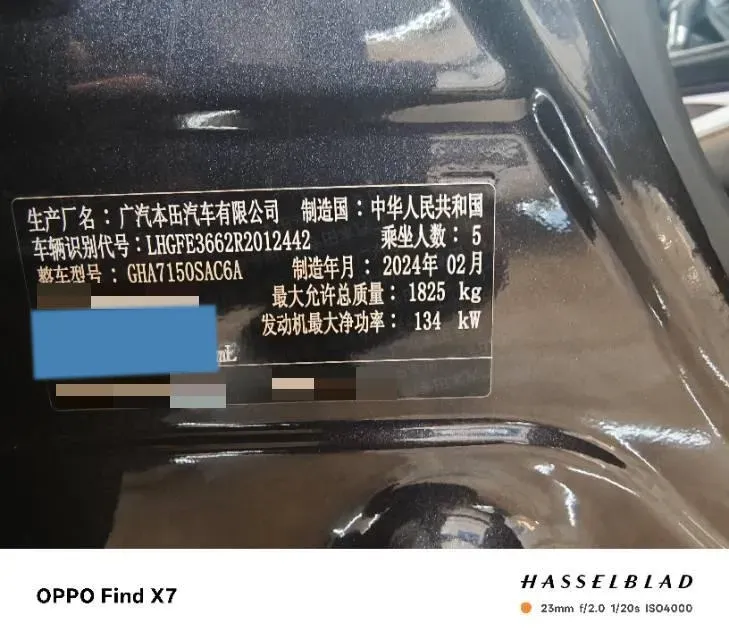 生产厂名：广汽本田汽车有限公司 制造国：中华人民共和国
车辆识别代号：LHGFE3662R2012442 乘坐人数：5
整车型号：GHA7150SAC6A 制造年月：2024年02月
最大允许总质量：1825 kg
发动机最大净功率：134 kW
mL
OPPO Find X7
HASSELBLAD
23mm f/2.0 1/20s ISO4000